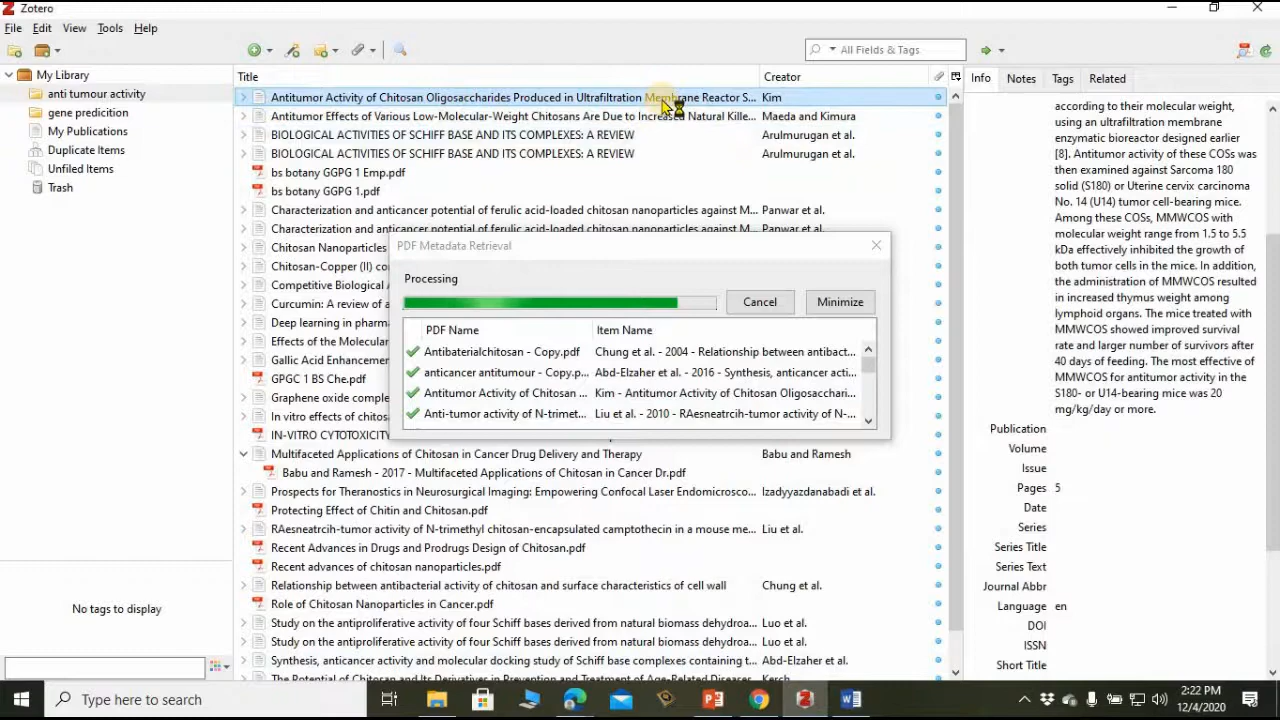 Zotero
File Edit View Tools Help
All Fields & Tags
My Library
anti tumour activity
gene predicition
My Publications
Duplicate Items
Unfiled Items
Trash
No tags to display
Title Creator
Antitumor Activity of Chitosan Oligosaccharides Produced in Ultrafiltration Membrane Reactor S... Kim
Antitumor Effects of Various Low-Molecular-Weight Chitosans Are Due to Increased Natural Kille... Maeda and Kimura
BIOLOGICAL ACTIVITIES OF SCHIFF BASE AND ITS COMPLEXES: A REVIEW Arulmurugan et al.
BIOLOGICAL ACTIVITIES OF SCHIFF BASE AND ITS COMPLEXES: A REVIEW Arulmurugan et al.
bs botany GGPG 1 Emp.pdf
bs botany GGPG 1.pdf
Characterization and anticancer potential of ferulic acid-loaded chitosan nanoparticles against M... Panwar et al.
Characterization and anticancer potential of ferulic acid-loaded chitosan nanoparticles against M... Panwar et al.
Chitosan Nanoparticles
Chitosan-Copper (II) co
Competitive Biological A
Curcumin: A review of a
Deep learning in pharma
Effects of the Molecula
Gallic Acid Enhanceme
GPGC 1 BS Che.pdf
Graphene oxide comple
In vitro effects of chitos
IN-VITRO CYTOTOXICITY
Multifaceted Applications of Chitosan in Cancer Drug Delivery and Therapy Babu and Ramesh
Babu and Ramesh - 2017 - Multifaceted Applications of Chitosan in Cancer Dr.pdf
Prospects for Theranostics in Neurosurgical Imaging: Empowering Confocal Laser Endomicrosco... Izadyyazdanabadi et al.
Protecting Effect of Chitin and Chitosan.pdf
RAesneatrcih-tumor activity of N-trimethyl chitosan-encapsulated camptothecin in a mouse me... Liu et al.
Recent Advances in Drugs and Prodrugs Design of Chitosan.pdf
Recent advances of chitosan nanoparticles.pdf
Relationship between antibacterial activity of chitosan and surface characteristics of cell wall Chung et al.
Role of Chitosan Nanoparticles in Cancer.pdf
Study on the antiproliferative activity of four Schiff bases derived from natural biomass dehydroa... Luo et al.
Study on the antiproliferative activity of four Schiff bases derived from natural biomass dehydroa... Luo et al.
Synthesis, anticancer activity and molecular docking study of Schiff base complexes containing t... Abd-Elzaher et al.
The Potential of Chitosan and Its Derivatives in Prevention and Treatment of Age-Related Diseases Kerch
PDF Metadata Retrieval
Processing
Cancel Minimize
PDF Name Item Name
Antibaterialchitosan - Copy.pdf Chung et al. - 2004 - Relationship between antibact...
anticancer antitumour - Copy.p... Abd-Elzaher et al. - 2016 - Synthesis, anticancer acti...
Antitumor Activity of Chitosan ... Kim - Antitumor Activity of Chitosan Oligosacchari...
Anti-tumor activity of N-trimet... Liu et al. - 2010 - RAesneatrcih-tumor activity of N-...
Info Notes Tags Related
according to their molecular weight,
using an ultrafiltration membrane
enzymatic bioreactor designed earlier
[8]. Antitumor activity of these COSs was
then examined against Sarcoma 180
solid (S180) or Uterine cervix carcinoma
No. 14 (U14) tumor cell-bearing mice.
Among these COSs, MMWCOS with
molecular weight range from 1.5 to 5.5
kDa effectively inhibited the growth of
both tumor cells in the mice. In addition,
the administration of MMWCOS resulted
in increased thymus weight among
lymphoid organs. The mice treated with
MMWCOS showed improved survival
rate and larger number of survivors after
40 days of feeding. The most effective of
MMWCOS for antitumor activity in the
S180- or U14-bearing mice was 20
mg/kg/day or more.
Publication
Volume
Issue
Pages 5
Date
Series
Series Title
Series Text
Journal Abbr
Language en
DOI
ISSN
Short Title
Type here to search
2:22 PM
12/4/2020